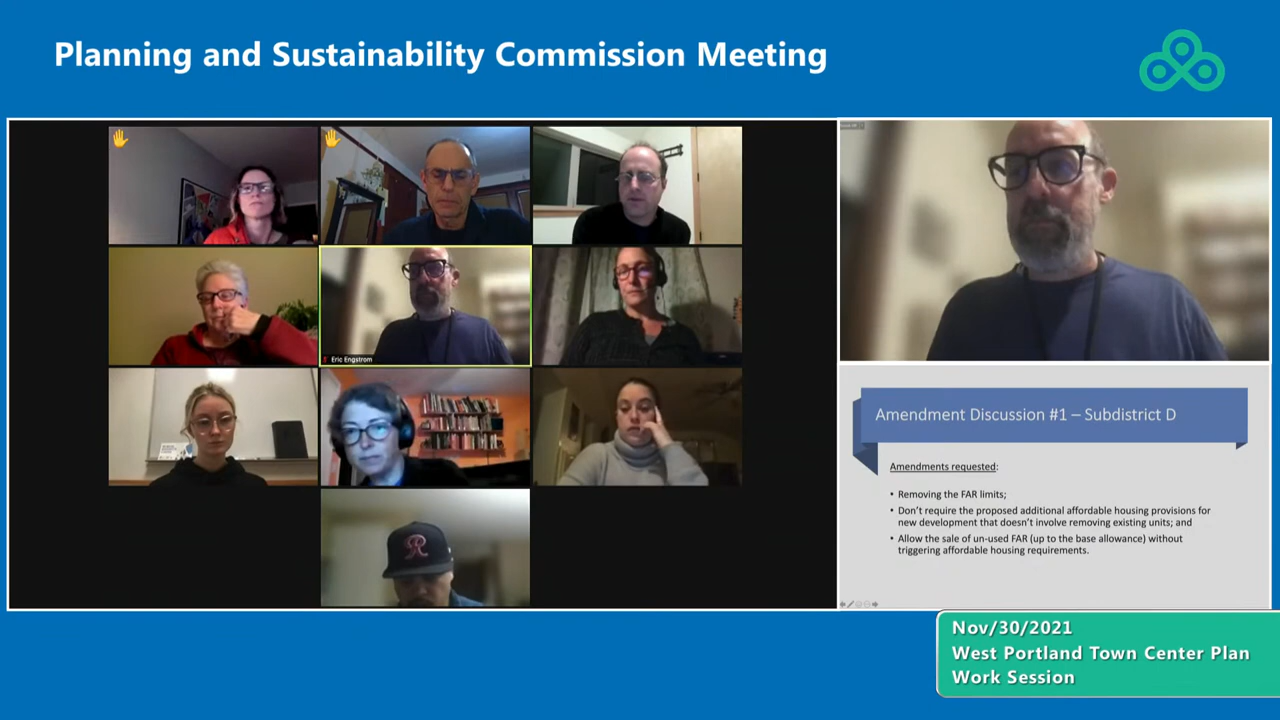 Planning and Sustainability Commission Meeting
Eric Engstrom
Amendment Discussion #1 – Subdistrict D
Amendments requested:
• Removing the FAR limits;
• Don't require the proposed additional affordable housing provisions for
new development that doesn't involve removing existing units; and
• Allow the sale of un-used FAR (up to the base allowance) without
triggering affordable housing requirements.
R
Nov/30/2021
West Portland Town Center Plan
Work Session